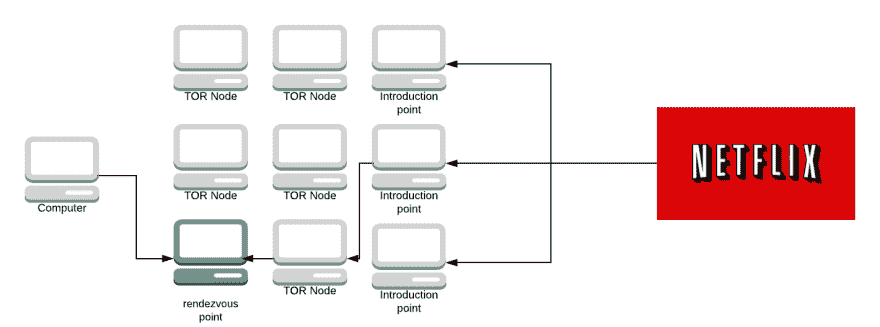 TOR Node
TOR Node
Introduction
point
TOR Node
TOR Node
Introduction
point
Computer
NETFLIX
rendezvous
point
TOR Node
Introduction
point